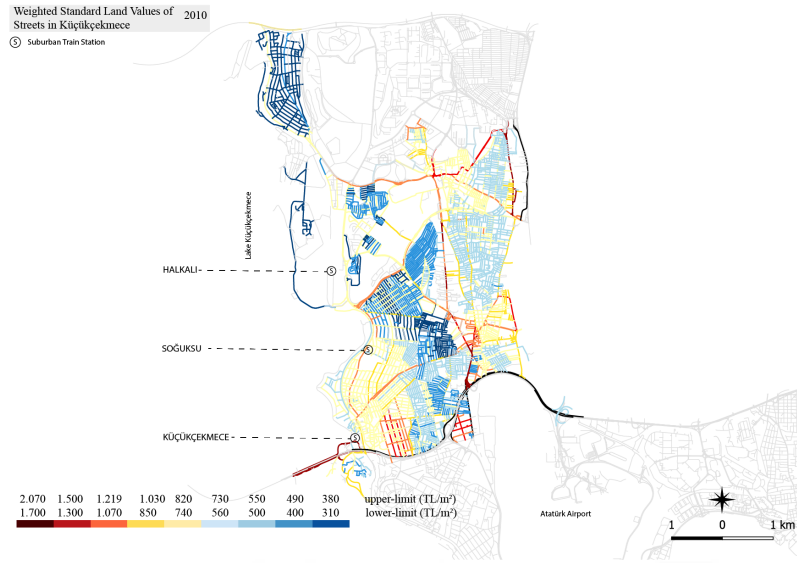 Weighted Standard Land Values of
Streets in Küçükçekmece
2010
S Suburban Train Station
Lake Küçükçekmece
HALKALI
S
SOĞUKSU
S
KÜÇÜKÇEKMECE
S
2.070 1.500 1.219 1.030 820 730 550 490 380 upper-limit (TL/m²)
1.700 1.300 1.070 850 740 560 500 400 310 lower-limit (TL/m²)
Atatürk Airport
1 0 1 km